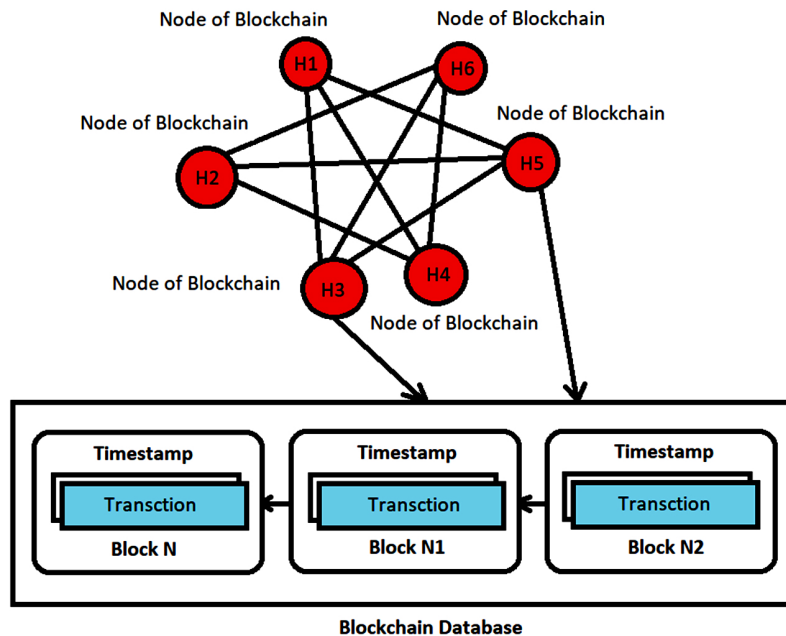 Node of Blockchain
Node of Blockchain
H1
H6
Node of Blockchain
Node of Blockchain
H5
H2
Node of Blockchain
H3
H4
Node of Blockchain
Timestamp
Timestamp
Timestamp
Transction
Transction
Transction
Block N
Block N1
Block N2
Blockchain Database